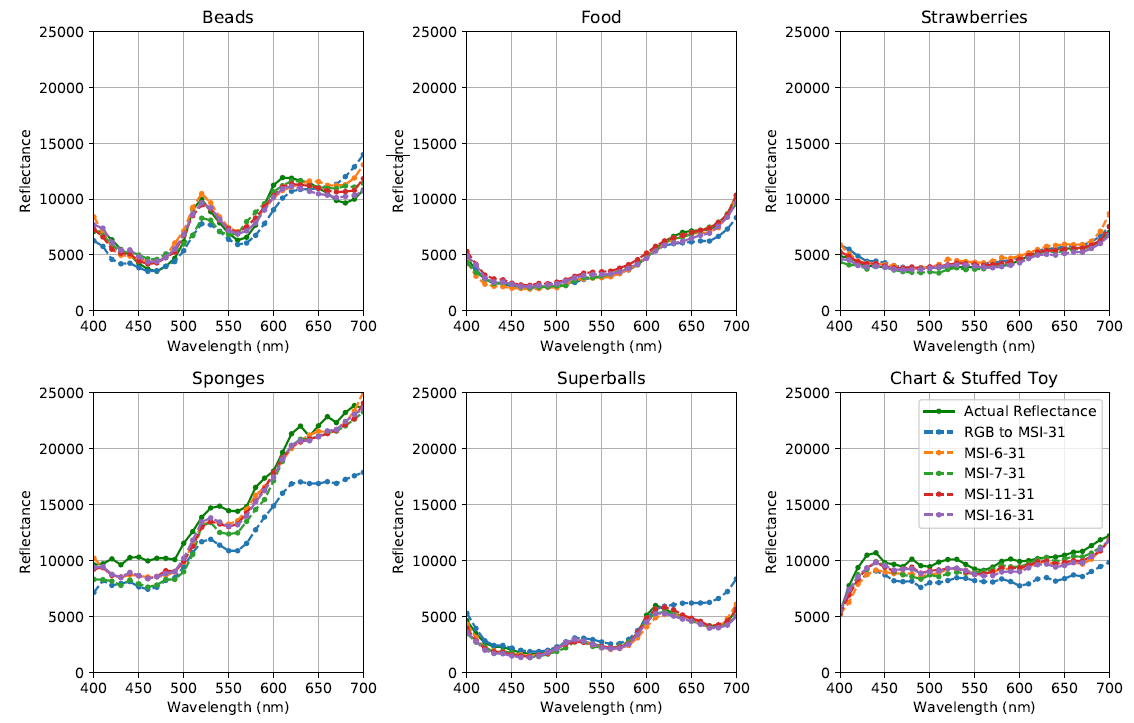 Beads
Food
Strawberries
25000
20000
15000
10000
5000
0
Reflectance
400 450 500 550 600 650 700
Wavelength (nm)
25000
20000
15000
10000
5000
0
Reflectance
400 450 500 550 600 650 700
Wavelength (nm)
25000
20000
15000
10000
5000
0
Reflectance
400 450 500 550 600 650 700
Wavelength (nm)
Sponges
Superballs
Chart & Stuffed Toy
25000
20000
15000
10000
5000
0
Reflectance
400 450 500 550 600 650 700
Wavelength (nm)
25000
20000
15000
10000
5000
0
Reflectance
400 450 500 550 600 650 700
Wavelength (nm)
25000
20000
15000
10000
5000
0
Reflectance
Actual Reflectance
RGB to MSI-31
MSI-6-31
MSI-7-31
MSI-11-31
MSI-16-31
400 450 500 550 600 650 700
Wavelength (nm)